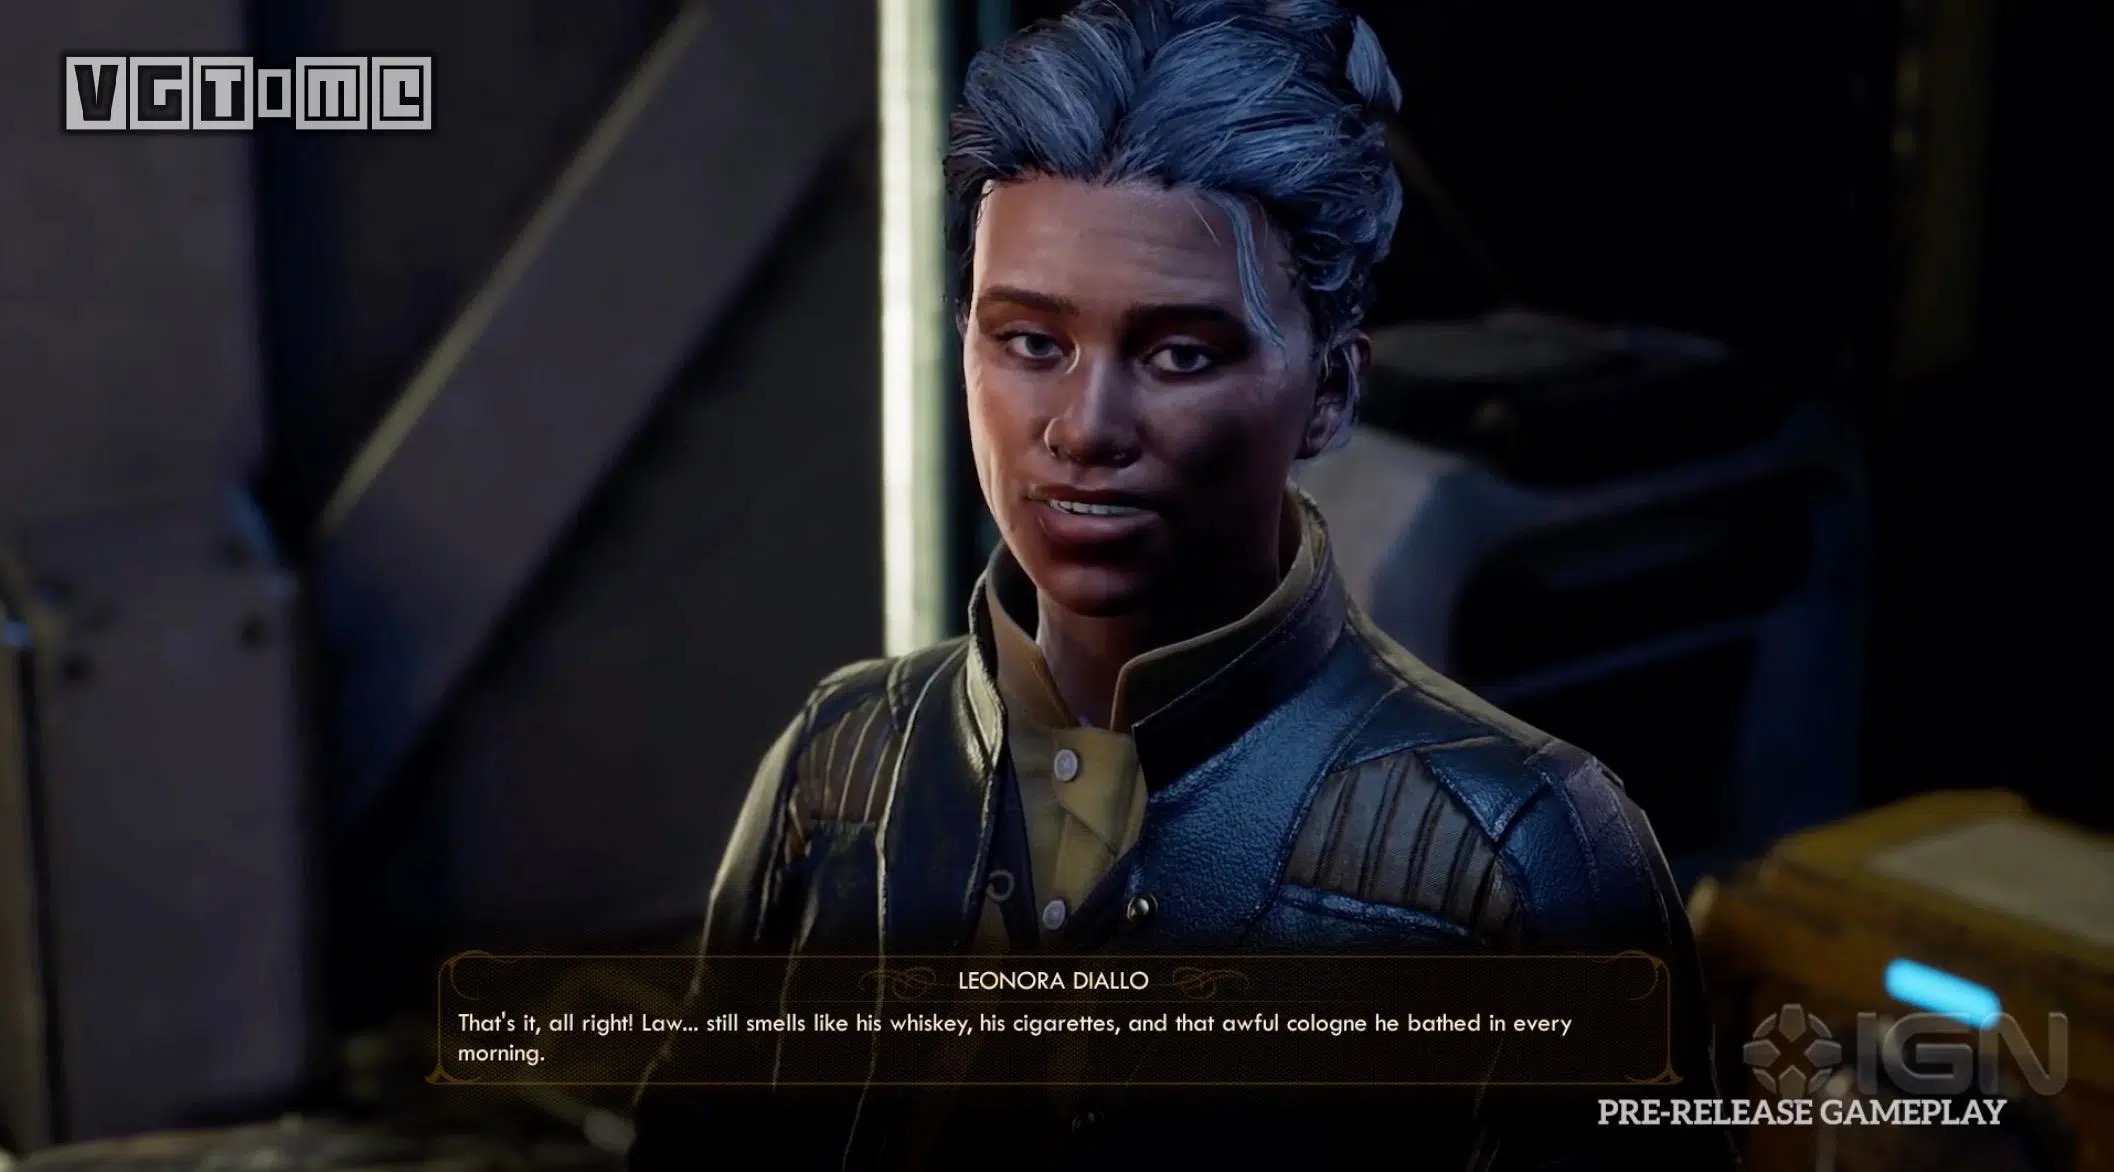 VGTIME
LEONORA DIALLO
That's it, all right! Law... still smells like his whiskey, his cigarettes, and that awful cologne he bathed in every
morning.
IGN
PRE-RELEASE GAMEPLAY